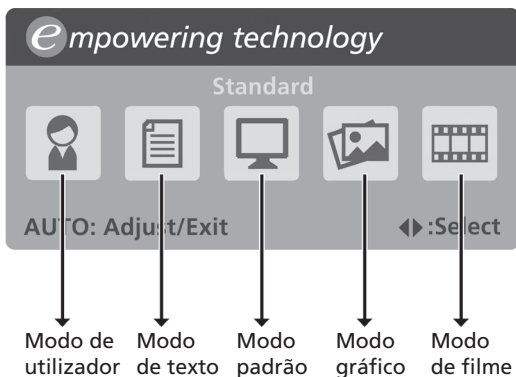 empowering technology
Standard
AUTO: Adjust/Exit ◀▶:Select
Modo de utilizador
Modo de texto
Modo padrão
Modo gráfico
Modo de filme